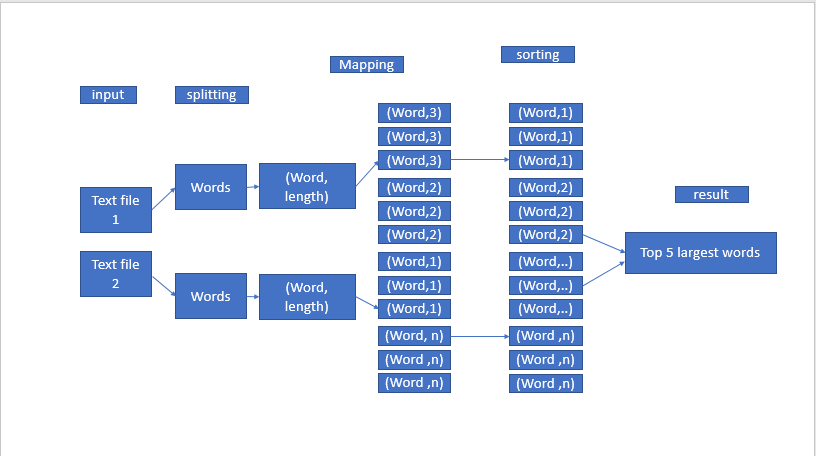 input
splitting
Mapping
sorting
result
Text file
1
Text file
2
Words
Words
(Word,
length)
(Word,
length)
(Word,3)
(Word,3)
(Word,3)
(Word,2)
(Word,2)
(Word,2)
(Word,1)
(Word,1)
(Word,1)
(Word, n)
(Word ,n)
(Word ,n)
(Word,1)
(Word,1)
(Word,1)
(Word,2)
(Word,2)
(Word,2)
(Word,..)
(Word,..)
(Word,..)
(Word ,n)
(Word ,n)
(Word ,n)
Top 5 largest words